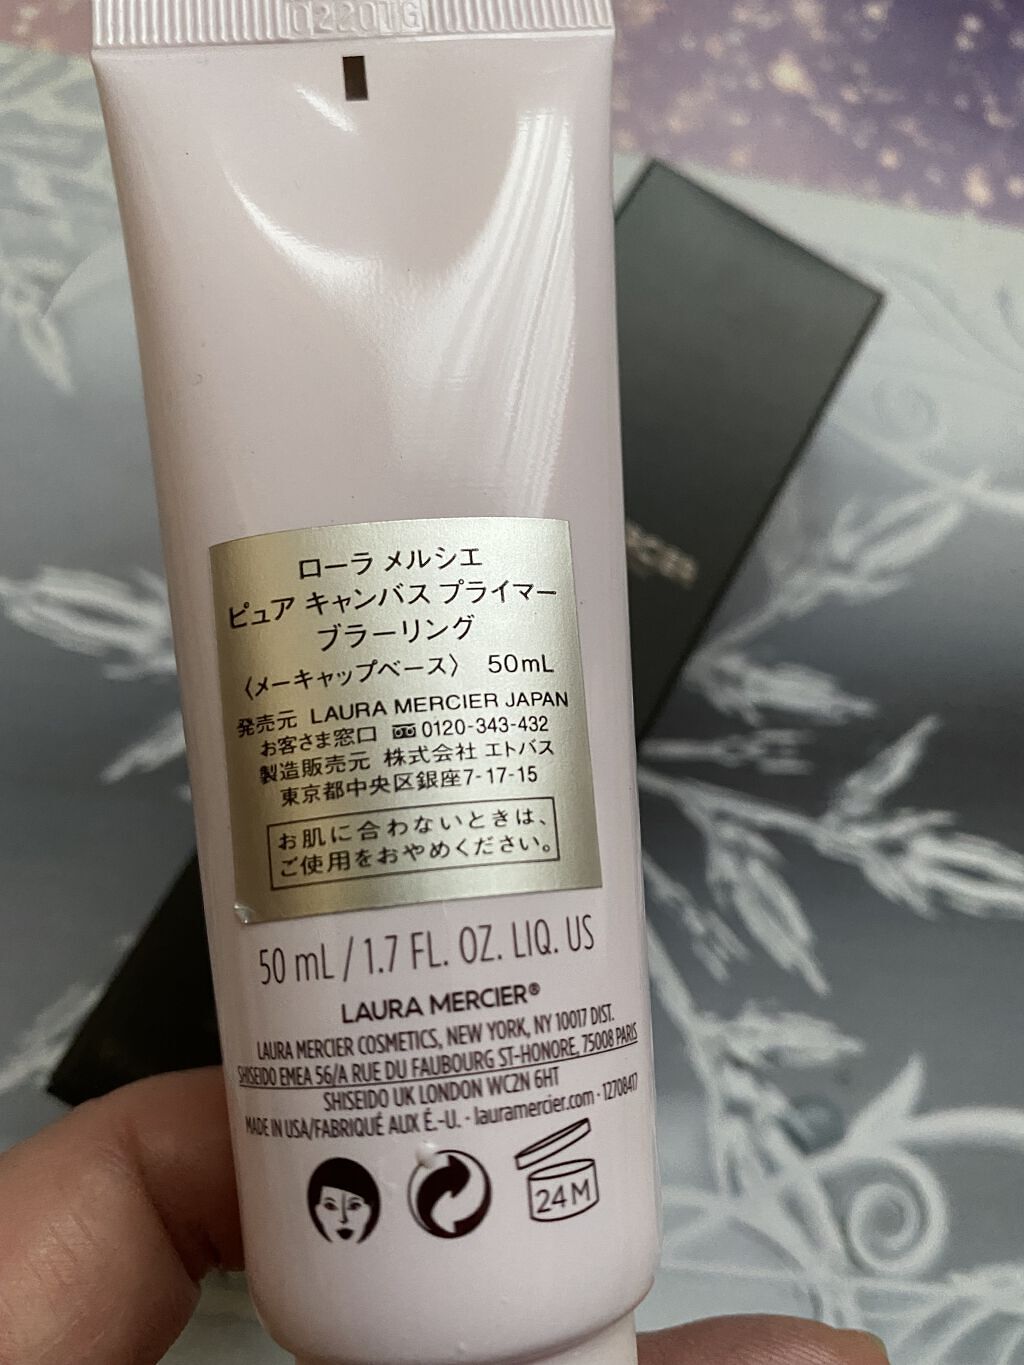 0220TG
ローラ メルシエ
ピュア キャンバス プライマー
ブラーリング
〈メーキャップベース〉 50mL
発売元 LAURA MERCIER JAPAN
お客さま窓口 0120-343-432
製造販売元 株式会社 エトバス
東京都中央区銀座7-17-15
お肌に合わないときは、
ご使用をおやめください。
50 mL / 1.7 FL. OZ. LIQ. US
LAURA MERCIER®
LAURA MERCIER COSMETICS, NEW YORK, NY 10017 DIST.
SHISEIDO EMEA 56/A RUE DU FAUBOURG ST-HONORE, 75008 PARIS
SHISEIDO UK LONDON WC2N 6HT
MADE IN USA/FABRIQUÉ AUX É.-U. · lauramercier.com · 12708417
24M